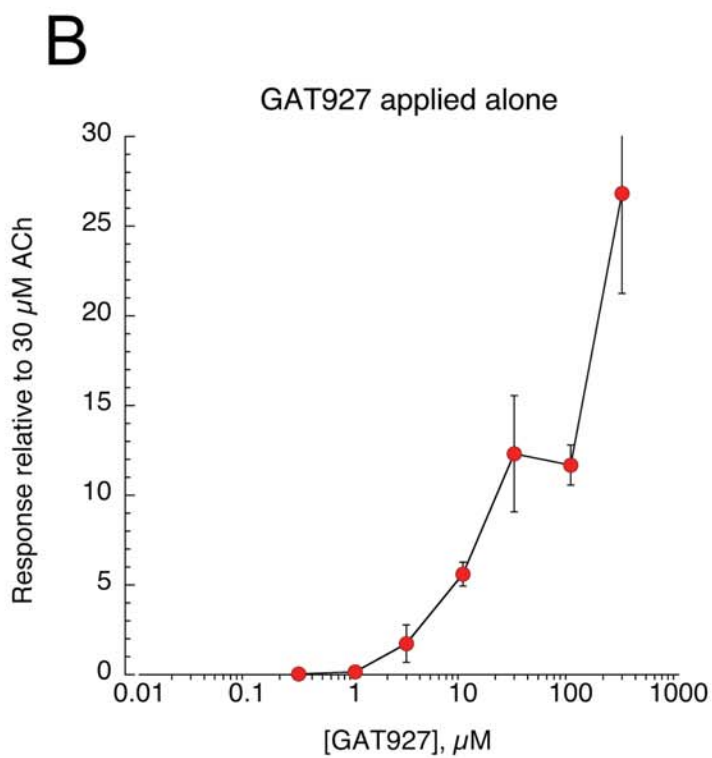 B
GAT927 applied alone
30
25
20
15
10
5
0
Response relative to 30 µM ACh
0.01 0.1 1 10 100 1000
[GAT927], µM